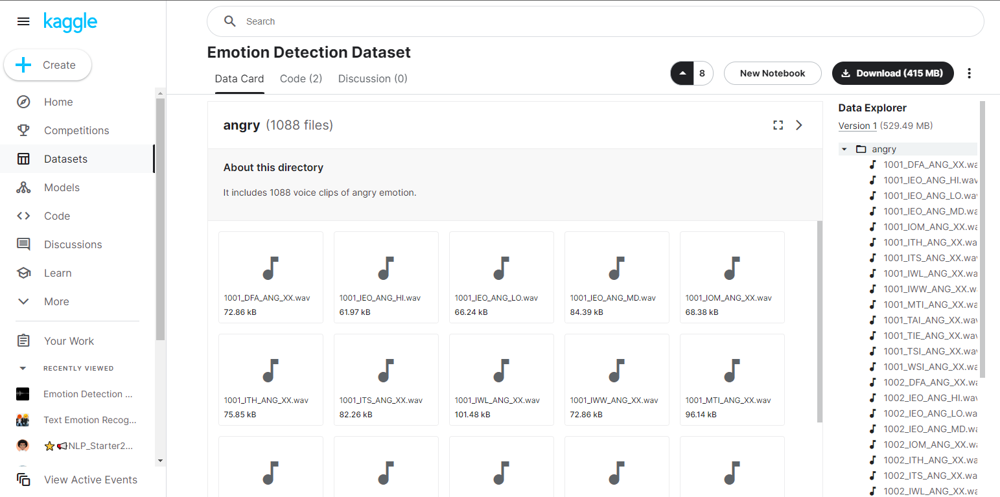 kaggle
Create
Home
Competitions
Datasets
Models
Code
Discussions
Learn
More
Your Work
RECENTLY VIEWED
Emotion Detection ...
Text Emotion Recog...
⭐📢NLP_Starter2...
View Active Events
Search
Emotion Detection Dataset
Data Card Code (2) Discussion (0)
8 New Notebook Download (415 MB)
angry (1088 files)
About this directory
It includes 1088 voice clips of angry emotion.
1001_DFA_ANG_XX.wav 1001_IEO_ANG_HI.wav 1001_IEO_ANG_LO.wav 1001_IEO_ANG_MD.wav 1001_IOM_ANG_XX.wav
72.86 kB 61.97 kB 66.24 kB 84.39 kB 68.38 kB
1001_ITH_ANG_XX.wav 1001_ITS_ANG_XX.wav 1001_IWL_ANG_XX.wav 1001_IWW_ANG_XX.wav 1001_MTI_ANG_XX.wav
75.85 kB 82.26 kB 101.48 kB 72.86 kB 96.14 kB
Data Explorer
Version 1 (529.49 MB)
angry
1001_DFA_ANG_XX.wa
1001_IEO_ANG_HI.wav
1001_IEO_ANG_LO.wav
1001_IEO_ANG_MD.wa
1001_IOM_ANG_XX.wa
1001_ITH_ANG_XX.wa
1001_ITS_ANG_XX.wav
1001_IWL_ANG_XX.wa
1001_IWW_ANG_XX.wa
1001_MTI_ANG_XX.wa
1001_TAI_ANG_XX.wav
1001_TIE_ANG_XX.wav
1001_TSI_ANG_XX.wav
1001_WSI_ANG_XX.wa
1002_DFA_ANG_XX.wa
1002_IEO_ANG_HI.wav
1002_IEO_ANG_LO.wa
1002_IEO_ANG_MD.wa
1002_IOM_ANG_XX.wa
1002_ITH_ANG_XX.wa
1002_ITS_ANG_XX.wa
1002_IWL_ANG_XX.wa